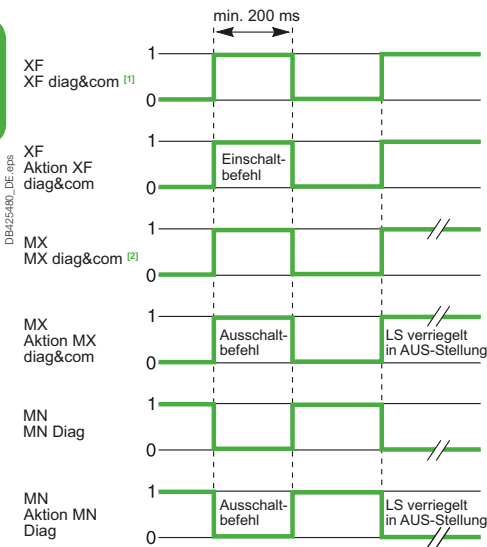 min. 200 ms
XF
XF diag&com [1]
1
0
XF
Aktion XF
diag&com
1
0
Einschalt-
befehl
MX
MX diag&com [2]
1
0
MX
Aktion MX
diag&com
1
0
Ausschalt-
befehl
LS verriegelt
in AUS-Stellung
MN
MN Diag
1
0
MN
Aktion MN
Diag
1
0
Ausschalt-
befehl
LS verriegelt
in AUS-Stellung
DB425480_DE.eps